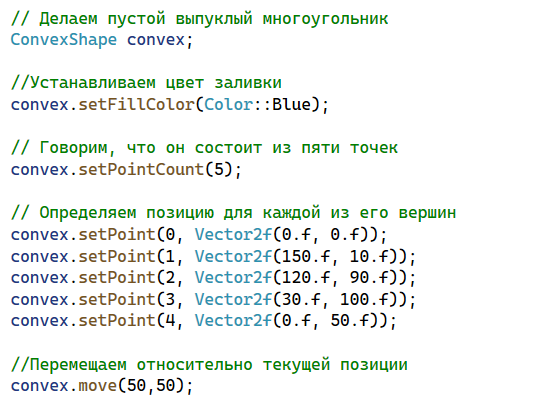 // Делаем пустой выпуклый многоугольник
ConvexShape convex;
//Устанавливаем цвет заливки
convex.setFillColor(Color::Blue);
// Говорим, что он состоит из пяти точек
convex.setPointCount(5);
// Определяем позицию для каждой из его вершин
convex.setPoint(0, Vector2f(0.f, 0.f));
convex.setPoint(1, Vector2f(150.f, 10.f));
convex.setPoint(2, Vector2f(120.f, 90.f));
convex.setPoint(3, Vector2f(30.f, 100.f));
convex.setPoint(4, Vector2f(0.f, 50.f));
//Перемещаем относительно текущей позиции
convex.move(50,50);